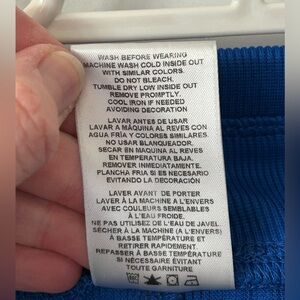 WASH BEFORE WEARING
MACHINE WASH COLD INSIDE OUT
WITH SIMILAR COLORS.
DO NOT BLEACH.
TUMBLE DRY LOW INSIDE OUT
REMOVE PROMPTLY.
COOL IRON IF NEEDED
AVOIDING DECORATION
LAVAR ANTES DE USAR
LAVAR A MÁQUINA AL REVES CON
AGUA FRÍA Y COLORES SIMILARES.
NO USAR BLANQUEADOR.
SECAR EN MAQUINA AL REVES
EN TEMPERATURA BAJA.
REMOVER INMEDIATAMENTE.
PLANCHA FRIA SI ES NECESARIO
EVITANDO LA DECORACIÓN
LAVER AVANT DE PORTER
LAVER À LA MACHINE A L'ENVERS
AVEC COULEURS SEMBLABLES
À L'EAU FROIDE.
NE PAS UTILISEZ DE L'EAU DE JAVEL.
SÉCHER À LA MACHINE (A L'ENVERS)
À BASSE TEMPÉRATURE ET
RETIRER RAPIDEMENT.
REPASSER À BASSE TEMPÉRATURE
SI NÉCESSAIRE ÉVITANT
TOUTE GARNITURE